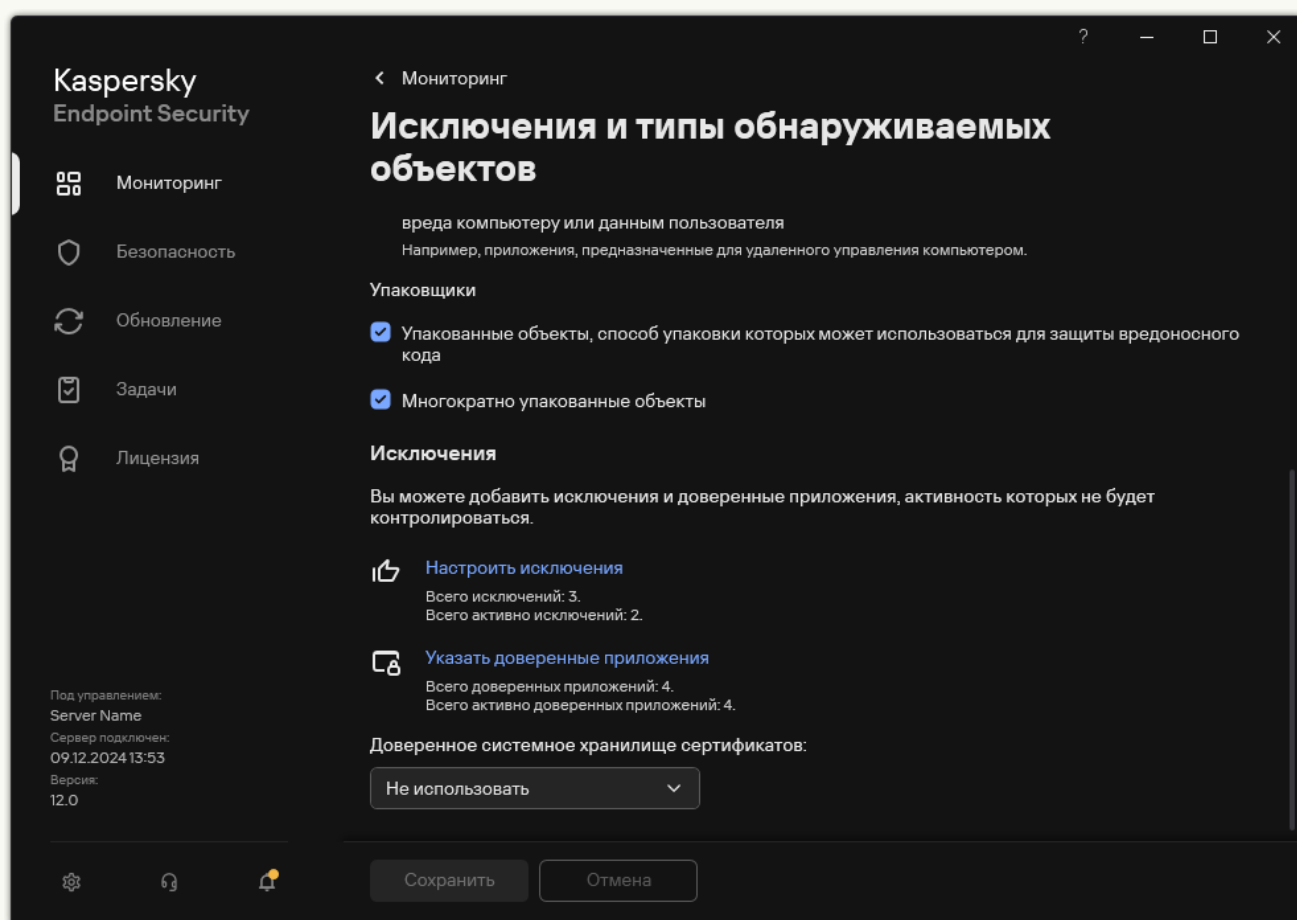 ?
Kaspersky
Endpoint Security
Мониторинг
Безопасность
Обновление
Задачи
Лицензия
Под управлением:
Server Name
Сервер подключен:
09.12.2024 13:53
Версия:
12.0
Мониторинг
Исключения и типы обнаруживаемых
объектов
вреда компьютеру или данным пользователя
Например, приложения, предназначенные для удаленного управления компьютером.
Упаковщики
Упакованные объекты, способ упаковки которых может использоваться для защиты вредоносного
кода
Многократно упакованные объекты
Исключения
Вы можете добавить исключения и доверенные приложения, активность которых не будет
контролироваться.
Настроить исключения
Всего исключений: 3.
Всего активно исключений: 2.
Указать доверенные приложения
Всего доверенных приложений: 4.
Всего активно доверенных приложений: 4.
Доверенное системное хранилище сертификатов:
Не использовать
Сохранить
Отмена